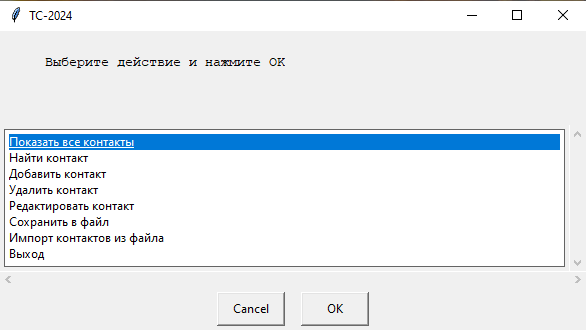 TC-2024
Выберите действие и нажмите ОК
Показать все контакты
Найти контакт
Добавить контакт
Удалить контакт
Редактировать контакт
Сохранить в файл
Импорт контактов из файла
Выход
Cancel OK